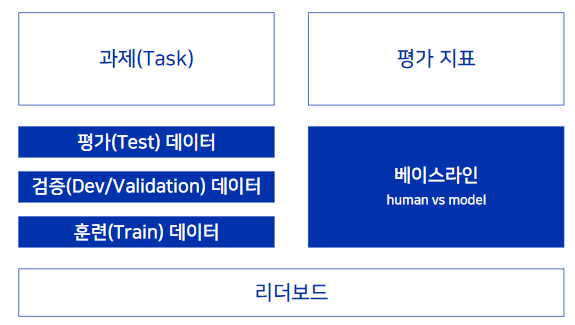 과제(Task)
평가 지표
평가(Test) 데이터
검증(Dev/Validation) 데이터
훈련(Train) 데이터
베이스라인
human vs model
리더보드